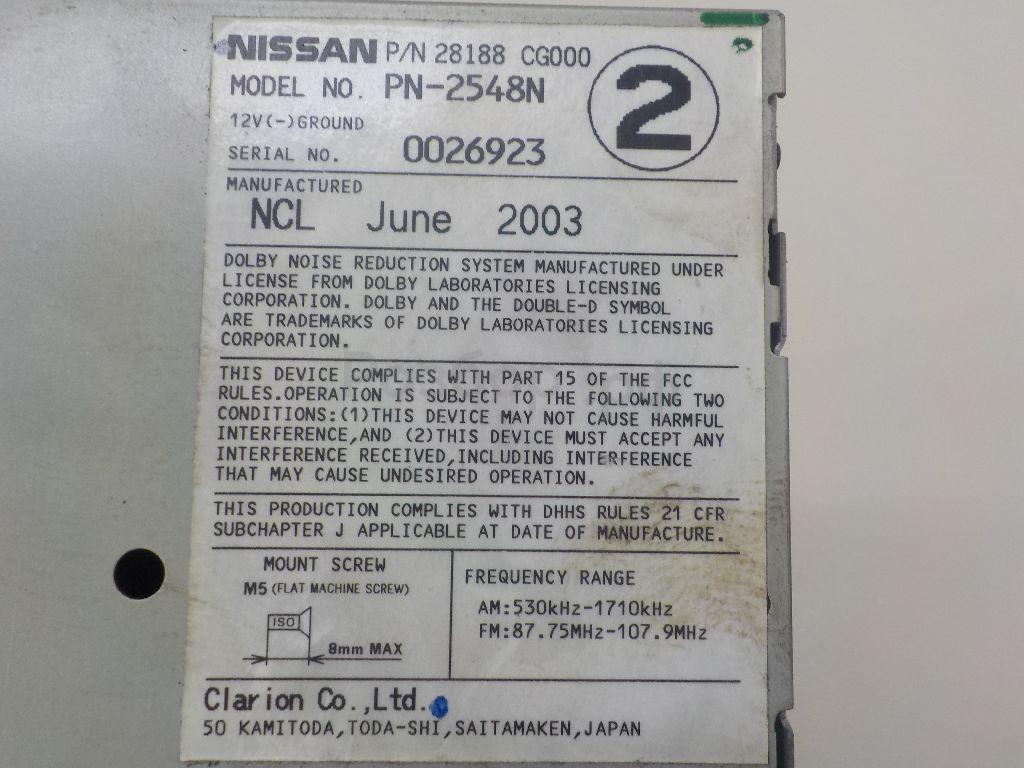 NISSAN P/N 28188 CG000
MODEL NO. PN-2548N
2
12V(-)GROUND
SERIAL NO. 0026923
MANUFACTURED
NCL June 2003
DOLBY NOISE REDUCTION SYSTEM MANUFACTURED UNDER
LICENSE FROM DOLBY LABORATORIES LICENSING
CORPORATION. DOLBY AND THE DOUBLE-D SYMBOL
ARE TRADEMARKS OF DOLBY LABORATORIES LICENSING
CORPORATION.
THIS DEVICE COMPLIES WITH PART 15 OF THE FCC
RULES.OPERATION IS SUBJECT TO THE FOLLOWING TWO
CONDITIONS:(1)THIS DEVICE MAY NOT CAUSE HARMFUL
INTERFERENCE,AND (2)THIS DEVICE MUST ACCEPT ANY
INTERFERENCE RECEIVED,INCLUDING INTERFERENCE
THAT MAY CAUSE UNDESIRED OPERATION.
THIS PRODUCTION COMPLIES WITH DHHS RULES 21 CFR
SUBCHAPTER J APPLICABLE AT DATE OF MANUFACTURE.
MOUNT SCREW
M5 (FLAT MACHINE SCREW)
ISO
8mm MAX
FREQUENCY RANGE
AM:530kHz-1710kHz
FM:87.75MHz-107.9MHz
Clarion Co.,Ltd.
50 KAMITODA,TODA-SHI,SAITAMAKEN,JAPAN